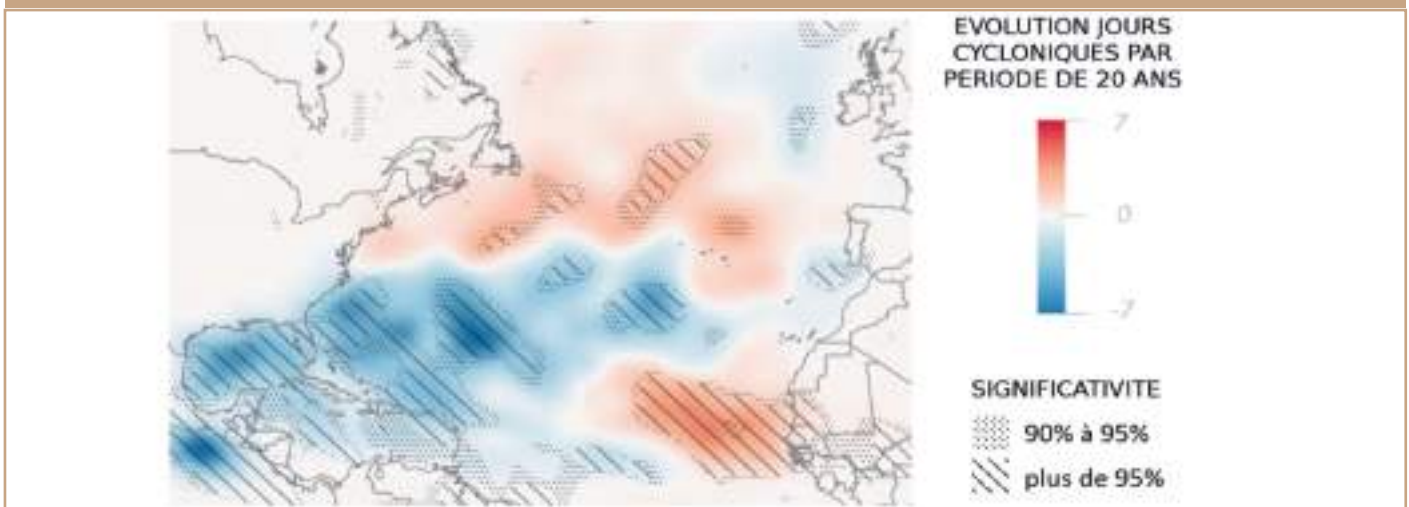 EVOLUTION JOURS
CYCLONIQUES PAR
PERIODE DE 20 ANS
7
0
-7
SIGNIFICATIVITE
90% à 95%
plus de 95%